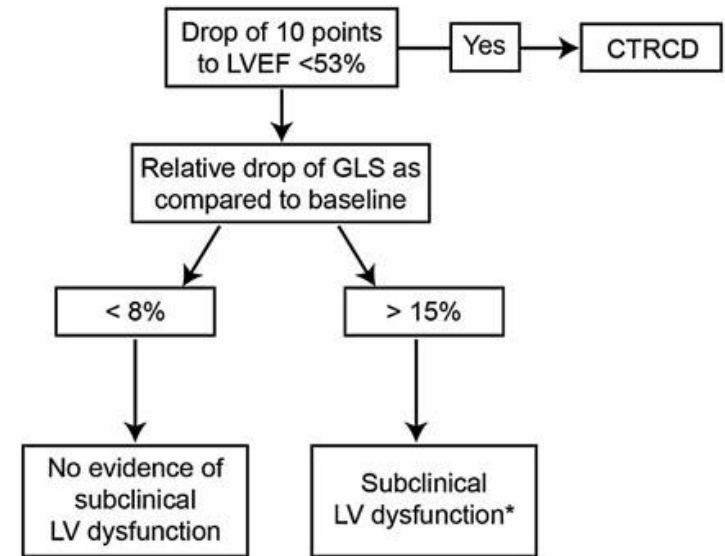 Drop of 10 points
to LVEF <53%
Yes
CTRCD
Relative drop of GLS as
compared to baseline
< 8%
> 15%
No evidence of
subclinical
LV dysfunction
Subclinical
LV dysfunction*